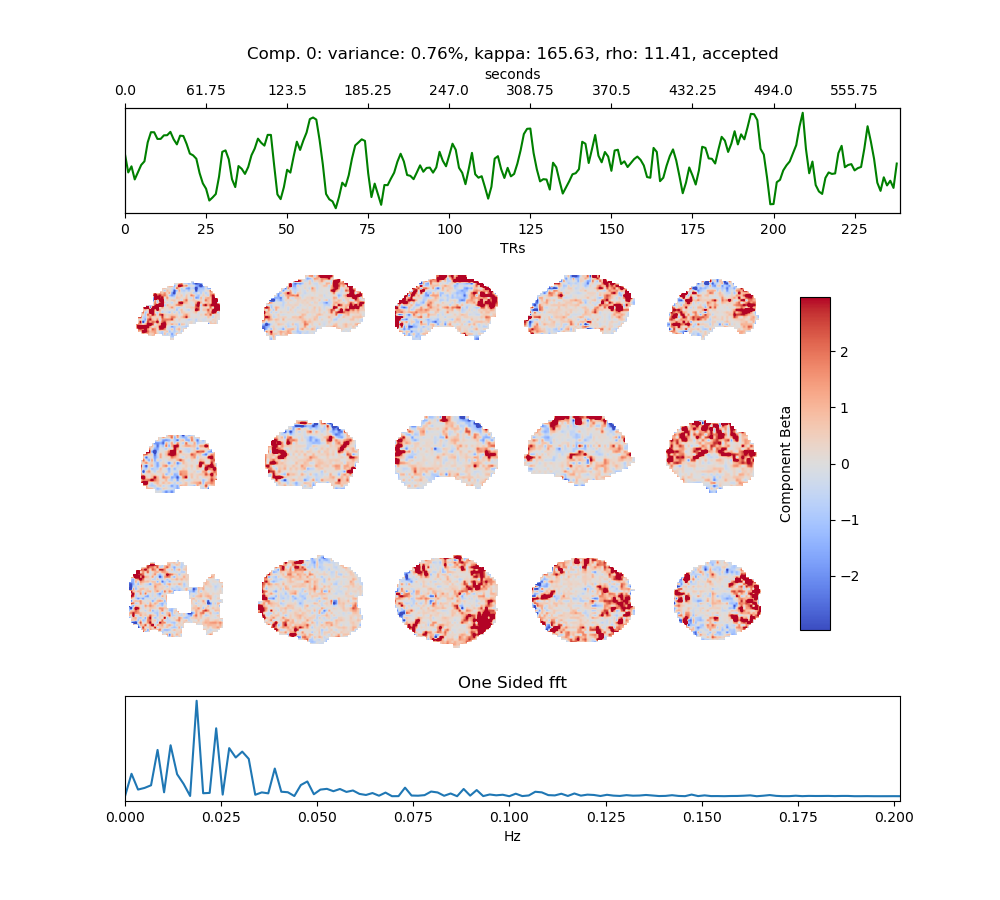 Comp. 0: variance: 0.76%, kappa: 165.63, rho: 11.41, accepted
seconds
0.0 61.75 123.5 185.25 247.0 308.75 370.5 432.25 494.0 555.75
0 25 50 75 100 125 150 175 200 225
TRs
2
1
0
−1
−2
Component Beta
One Sided fft
0.000 0.025 0.050 0.075 0.100 0.125 0.150 0.175 0.200
Hz